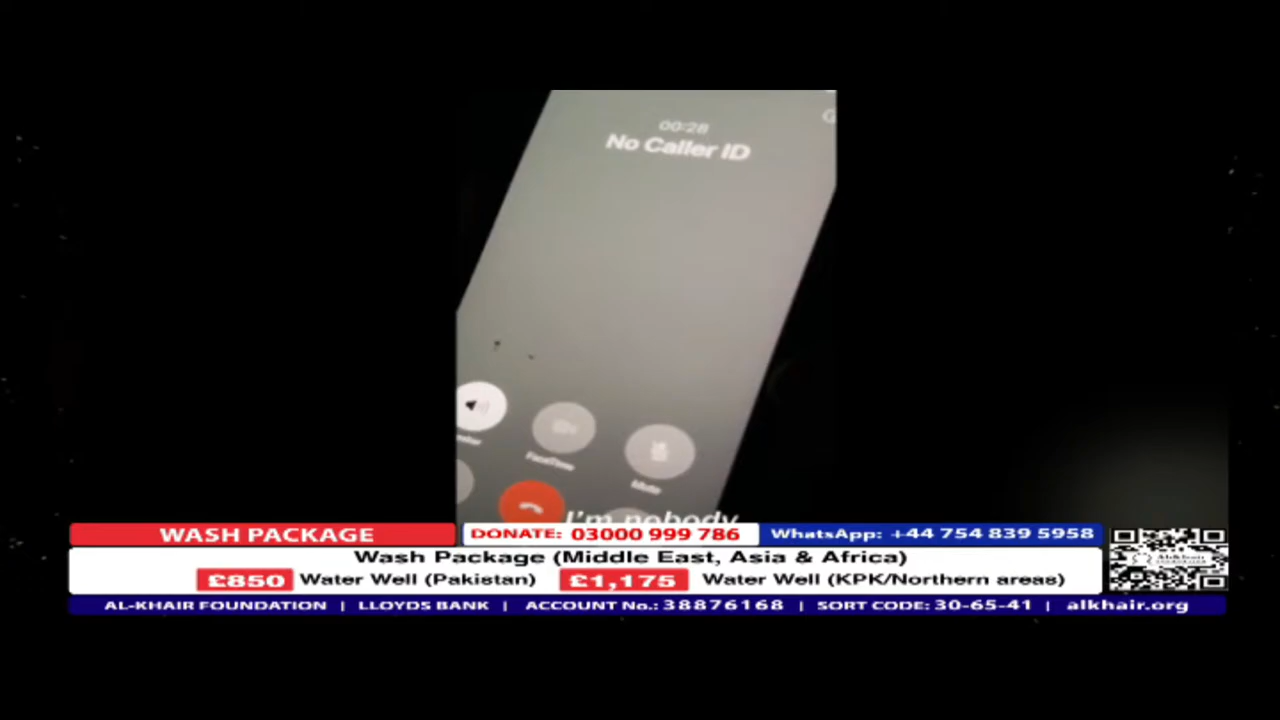 00:28
No Caller ID
FaceTime
Mute
I'm nobody
WASH PACKAGE
DONATE: 03000 999 786
WhatsApp: +44 754 839 5958
Wash Package (Middle East, Asia & Africa)
£850 Water Well (Pakistan) £1,175 Water Well (KPK/Northern areas)
AL-KHAIR FOUNDATION | LLOYDS BANK | ACCOUNT No.: 38876168 | SORT CODE: 30-65-41 | alkhair.org